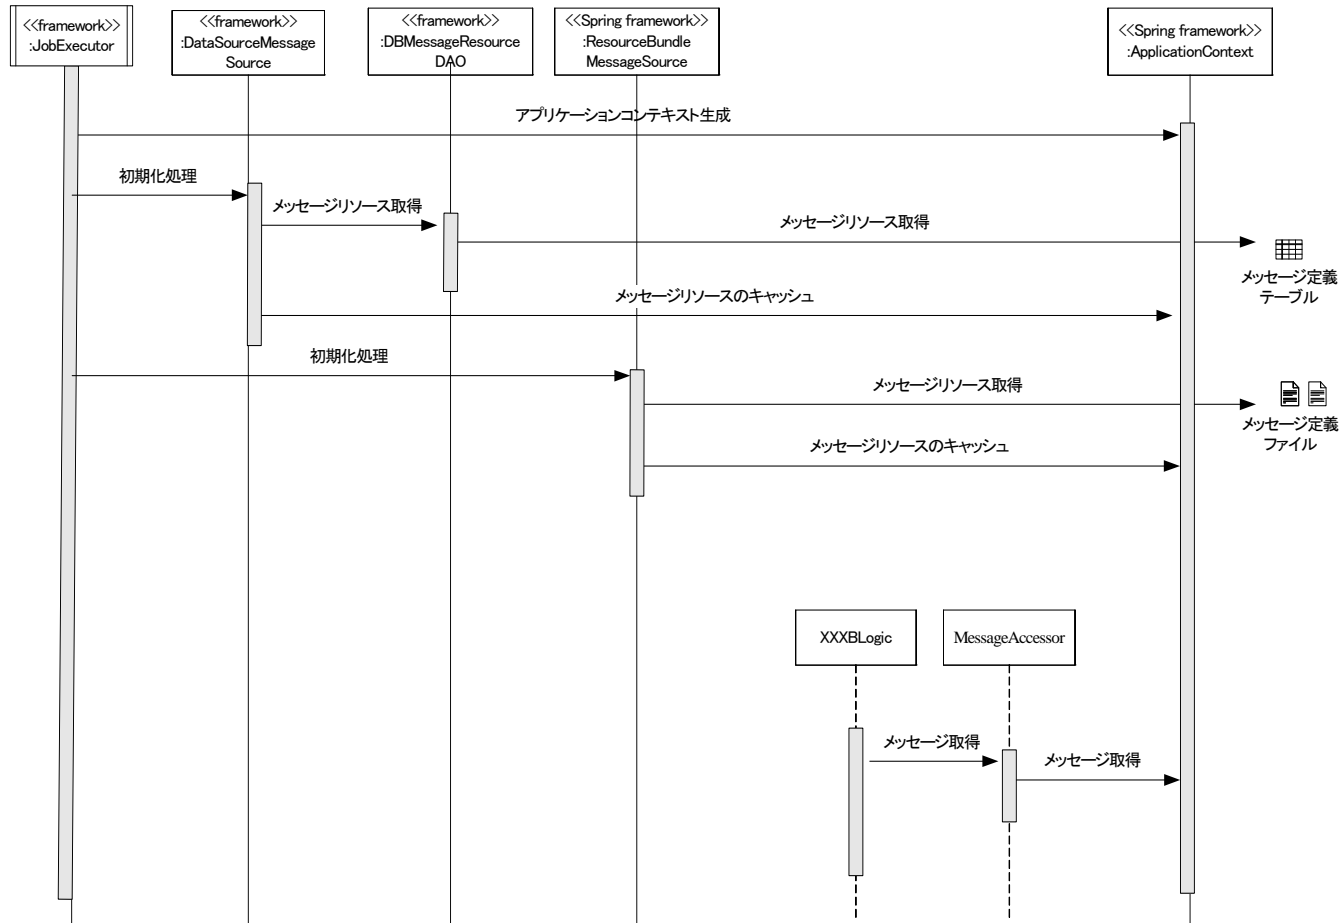 <<framework>>
:JobExecutor
<<framework>>
:DataSourceMessage
Source
<<framework>>
:DBMessageResource
DAO
<<Spring framework>>
:ResourceBundle
MessageSource
<<Spring framework>>
:ApplicationContext
アプリケーションコンテキスト生成
初期化処理
メッセージリソース取得
メッセージリソース取得
メッセージ定義
テーブル
メッセージリソースのキャッシュ
初期化処理
メッセージリソース取得
メッセージ定義
ファイル
メッセージリソースのキャッシュ
XXXBLogic
MessageAccessor
メッセージ取得
メッセージ取得